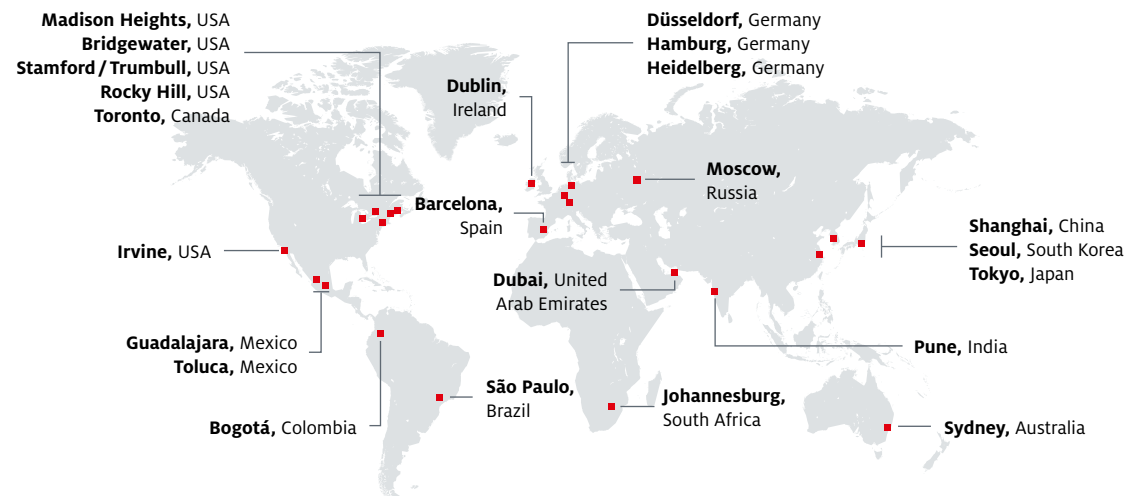 Madison Heights, USA
Bridgewater, USA
Stamford / Trumbull, USA
Rocky Hill, USA
Toronto, Canada
Düsseldorf, Germany
Hamburg, Germany
Heidelberg, Germany
Dublin,
Ireland
Moscow,
Russia
Barcelona,
Spain
Shanghai, China
Seoul, South Korea
Tokyo, Japan
Irvine, USA
Dubai, United
Arab Emirates
Guadalajara, Mexico
Toluca, Mexico
Pune, India
São Paulo,
Brazil
Johannesburg,
South Africa
Bogotá, Colombia
Sydney, Australia